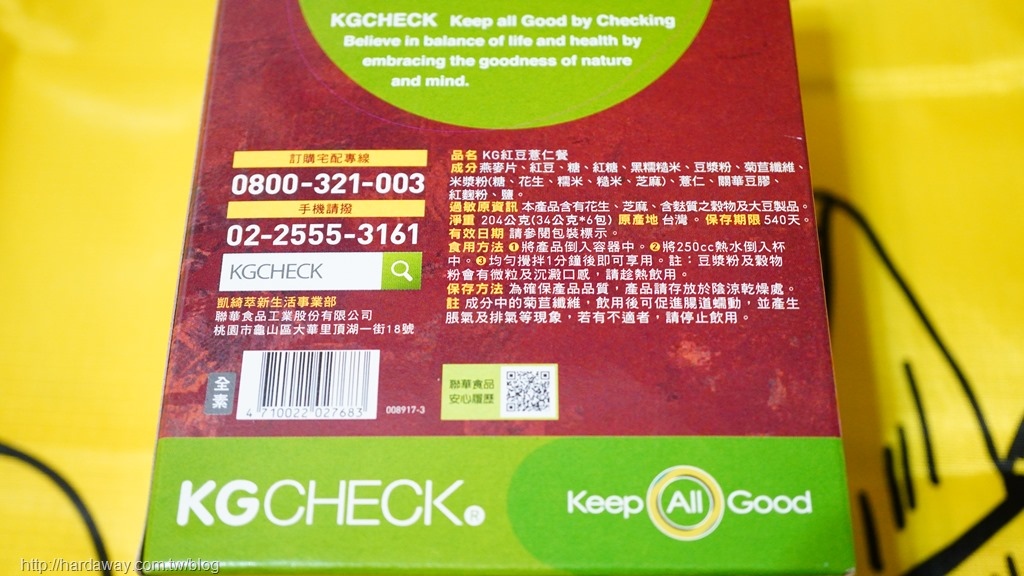 KGCHECK Keep all Good by Checking
Believe in balance of life and health by
embracing the goodness of nature
and mind.
訂購宅配專線
0800-321-003
手機請撥
02-2555-3161
KGCHECK
凱綺萃新生活事業部
聯華食品工業股份有限公司
桃園市龜山區大華里頂湖一街18號
品名 KG紅豆薏仁餐
成分 燕麥片、紅豆、糖、紅糖、黑糯糙米、豆漿粉、菊苣纖維、
米漿粉(糖、花生、糯米、糙米、芝麻)、薏仁、關華豆膠、
紅麴粉、鹽。
過敏原資訊 本產品含有花生、芝麻、含麩質之穀物及大豆製品。
淨重 204公克(34公克*6包) 原產地 台灣。保存期限 540天。
有效日期 請參閱包裝標示。
食用方法 ❶將產品倒入容器中。❷將250cc熱水倒入杯
中。❸均勻攪拌1分鐘後即可享用。註：豆漿粉及穀物
粉會有微粒及沉澱口感，請趁熱飲用。
保存方法 為確保產品品質，產品請存放於陰涼乾燥處。
註 成分中的菊苣纖維，飲用後可促進腸道蠕動，並產生
脹氣及排氣等現象，若有不適者，請停止飲用。
全素
4 710022 027683
008917-3
聯華食品
安心履歷
KGCHECK®
Keep All Good
http://hardaway.com.tw/blog